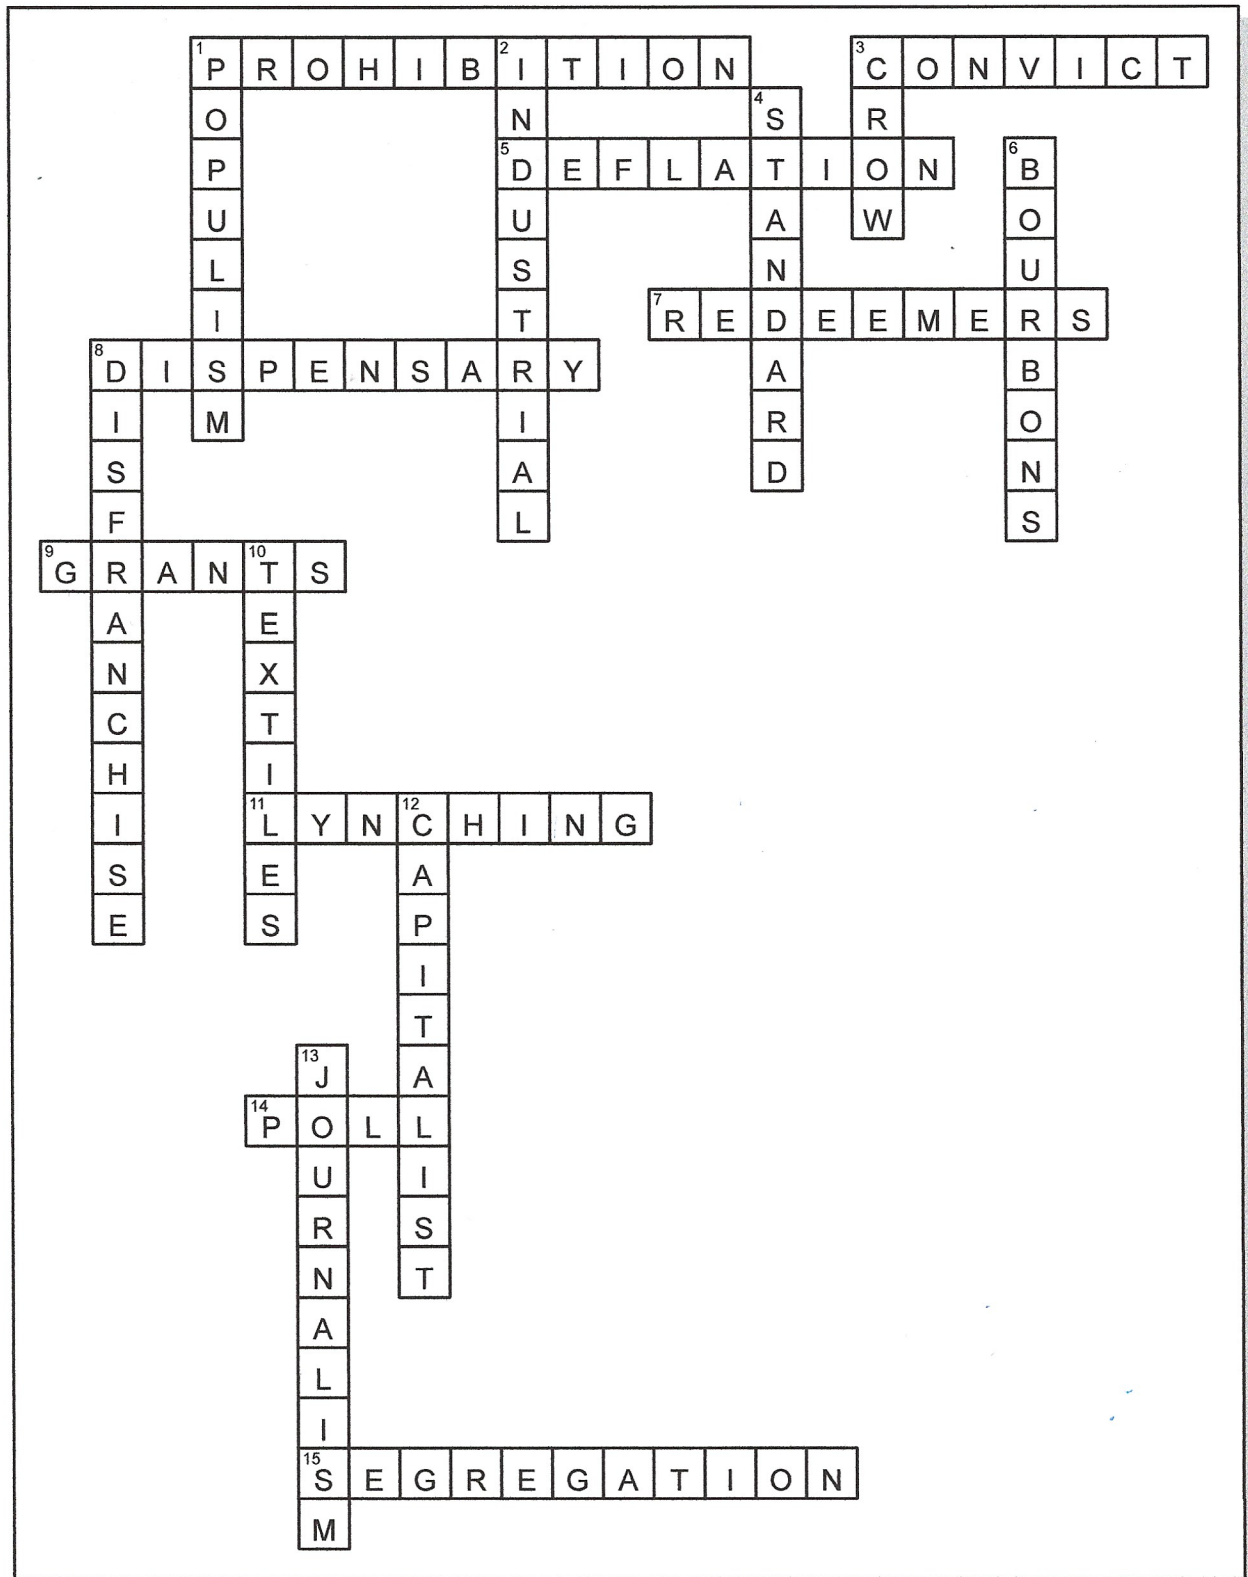 1 PROHIBITION
1 POPULISM
2 INDUSTRIAL
3 CONVICT
3 CROW
4 STANDARD
5 DEFLATION
6 BOURBONS
7 REDEEMERS
8 DISPENSARY
8 DISFRANCHISE
9 GRANTS
10 TEXTILES
11 LYNCHING
12 CAPITALIST
13 JOURNALISM
14 POLL
15 SEGREGATION